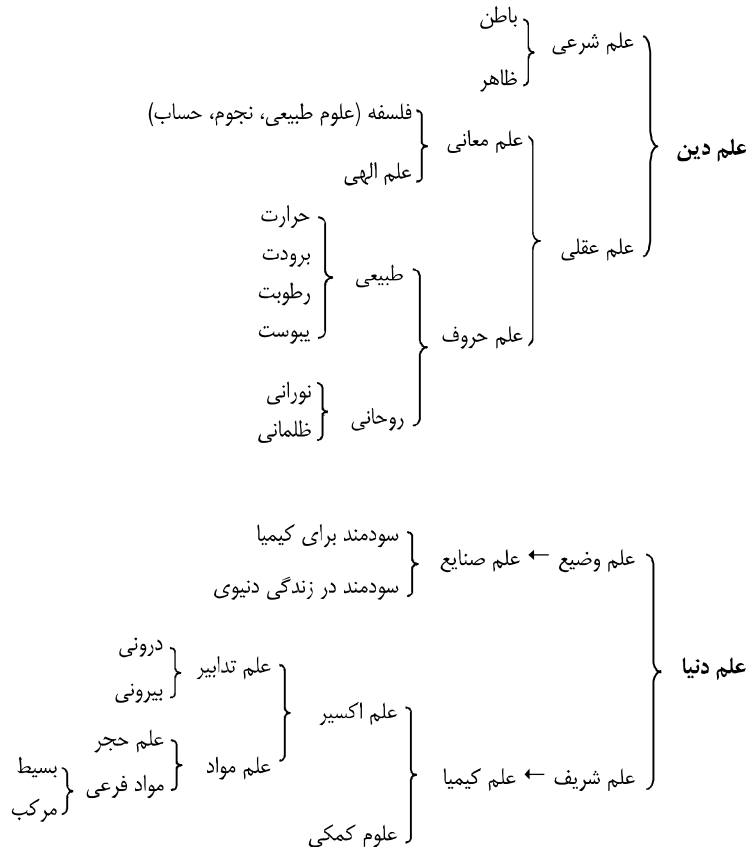 باطن
علم شرعی
ظاهر
فلسفه (علوم طبیعی، نجوم، حساب)
علم معانی
علم دین
علم الهی
حرارت
علم عقلی
برودت
طبیعی
رطوبت
یبوست
علم حروف
نورانی
روحانی
ظلمانی
سودمند برای کیمیا
علم وضیع ← علم صنایع
سودمند در زندگی دنیوی
درونی
علم تدابیر
علم دنیا
بیرونی
علم اکسیر
علم حجر
بسیط
علم مواد
علم شریف ← علم کیمیا
مواد فرعی
مرکب
علوم کمکی